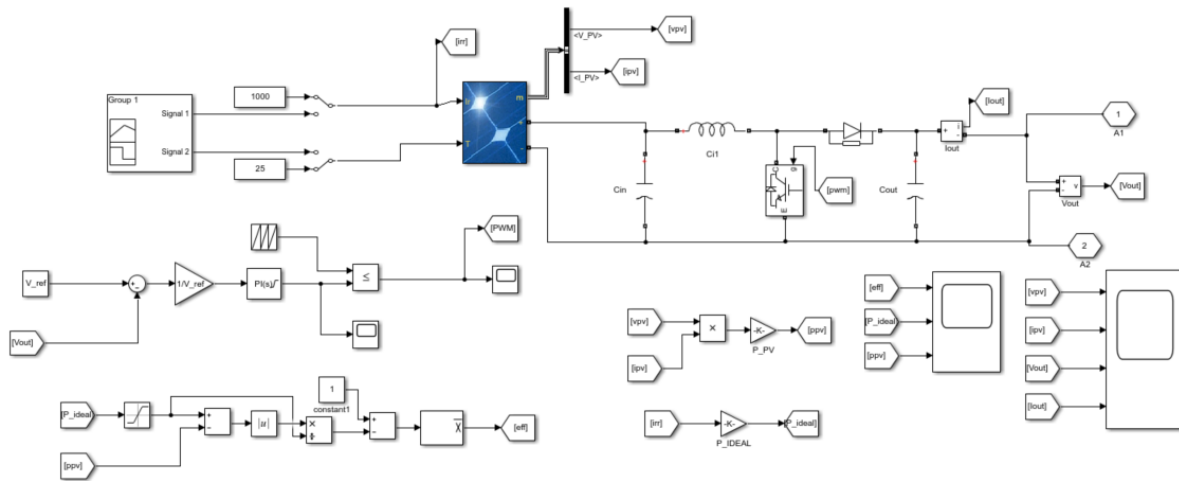 [irr]
<V_PV>
[vpv]
<I_PV>
[ipv]
Group 1
Signal 1
Signal 2
1000
25
Ir
T
m
+
-
Ci1
Cin
C
g
E
[pwm]
Cout
+
i
-
Iout
[Iout]
1
A1
+
-
v
Vout
[Vout]
2
A2
[PWM]
V_ref
+
-
1/V_ref
PI(s)
≤
[Vout]
[vpv]
[ipv]
×
-K-
P_PV
[ppv]
[eff]
[P_ideal]
[ppv]
[vpv]
[ipv]
[Vout]
[Iout]
[P_ideal]
[ppv]
+
-
|u|
×
÷
1
constant1
+
-
x
[eff]
[irr]
-K-
P_IDEAL
[P_ideal]